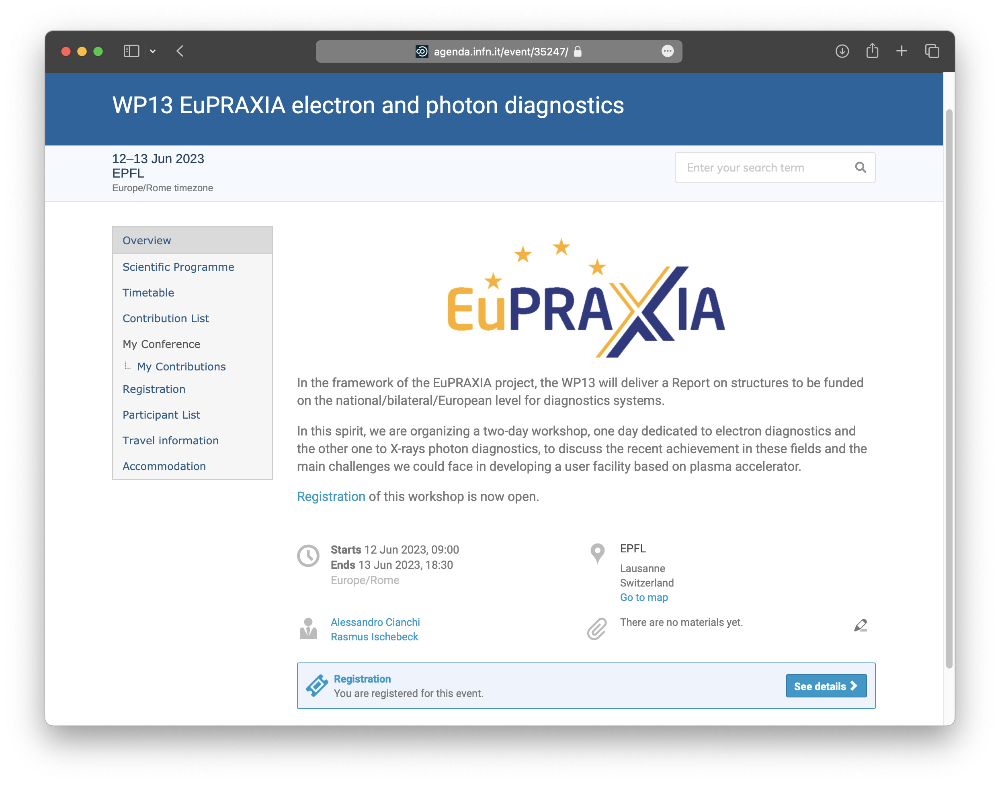 agenda.infn.it/event/35247/
WP13 EuPRAXIA electron and photon diagnostics
12–13 Jun 2023
EPFL
Europe/Rome timezone
Enter your search term
Overview
Scientific Programme
Timetable
Contribution List
My Conference
My Contributions
Registration
Participant List
Travel information
Accommodation
EuPRAXIA
In the framework of the EuPRAXIA project, the WP13 will deliver a Report on structures to be funded
on the national/bilateral/European level for diagnostics systems.
In this spirit, we are organizing a two-day workshop, one day dedicated to electron diagnostics and
the other one to X-rays photon diagnostics, to discuss the recent achievement in these fields and the
main challenges we could face in developing a user facility based on plasma accelerator.
Registration of this workshop is now open.
Starts 12 Jun 2023, 09:00
Ends 13 Jun 2023, 18:30
Europe/Rome
EPFL
Lausanne
Switzerland
Go to map
Alessandro Cianchi
Rasmus Ischebeck
There are no materials yet.
Registration
You are registered for this event.
See details